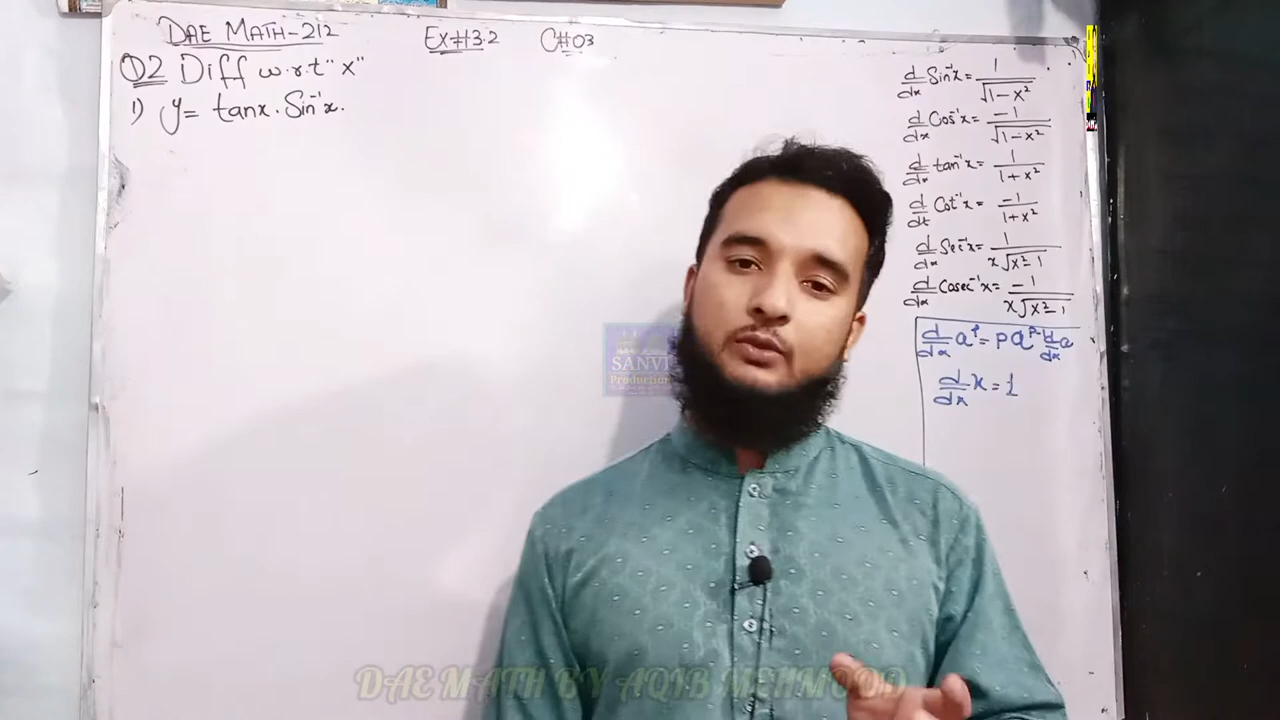 DAE MATH-212 Ex#3.2 C#03
Q2 Diff w.r.t "x"
1) y = tanx . Sin⁻¹x.
d/dx Sin⁻¹x = 1/√(1-x²)
d/dx Cos⁻¹x = -1/√(1-x²)
d/dx tan⁻¹x = 1/(1+x²)
d/dt Cot⁻¹x = -1/(1+x²)
d/dx Sec⁻¹x = 1/(x√(x²-1))
d/dx Cosec⁻¹x = -1/(x√(x²-1))
d/dx a^p = p a^(p-1) d/dx a
d/dx x = 1
SANVI
Production
DAE MATH BY AQIB MEHMOOD